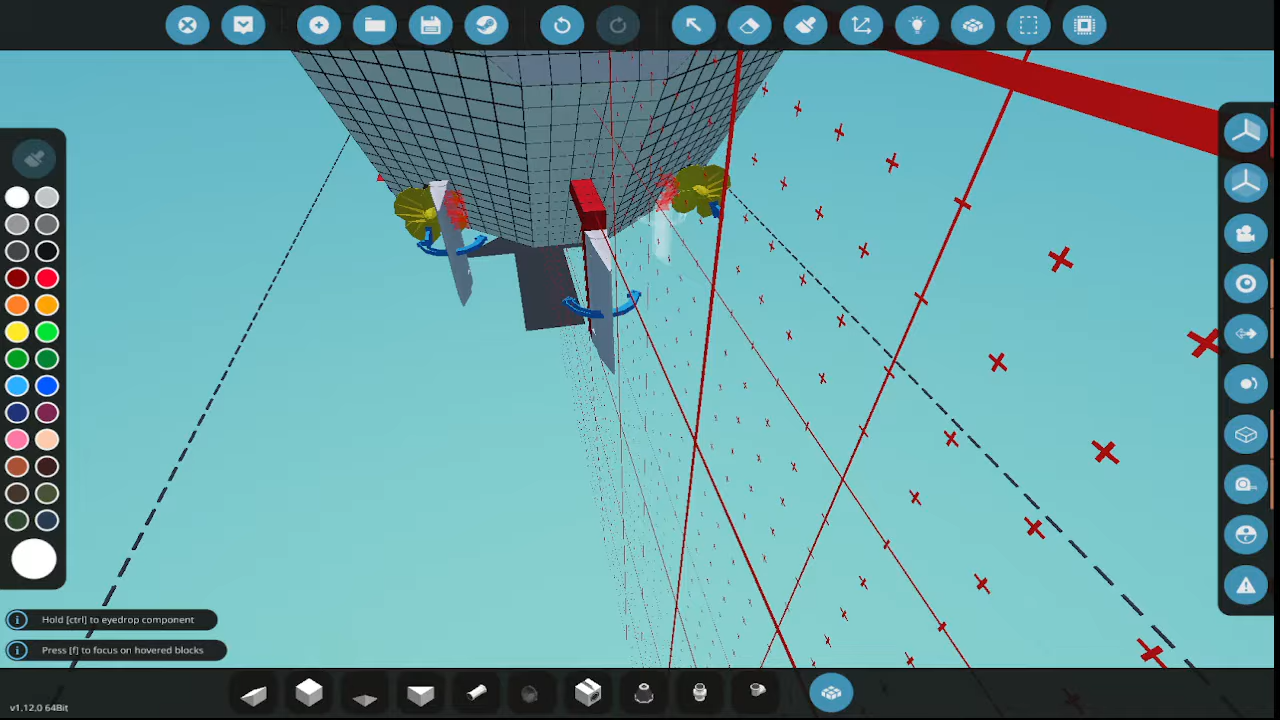 Hold [ctrl] to eyedrop component
Press [f] to focus on hovered blocks
v1.12.0 64Bit